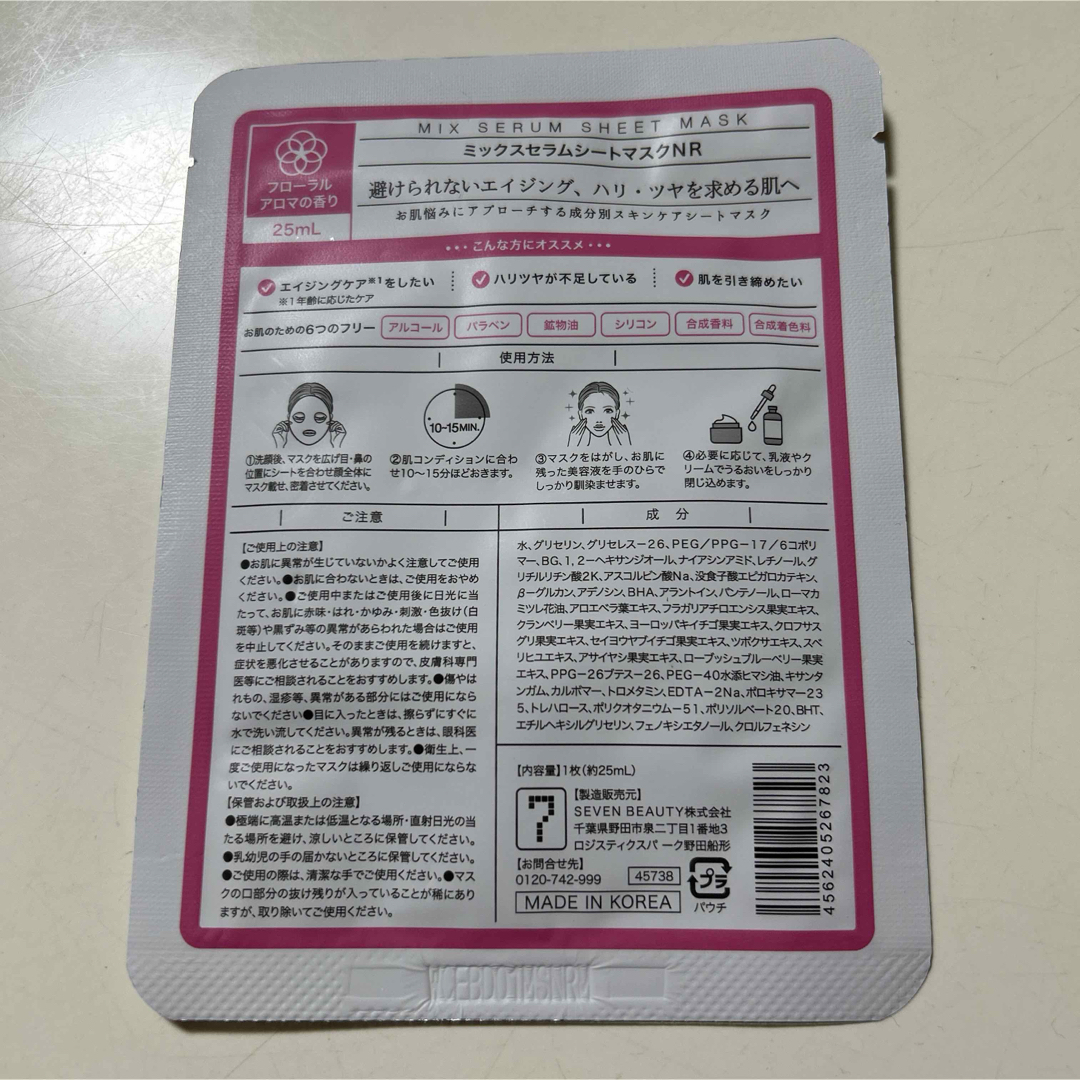 MIX SERUM SHEET MASK
ミックスセラムシートマスクNR
フローラル
アロマの香り
25mL
避けられないエイジング、ハリ・ツヤを求める肌へ
お肌悩みにアプローチする成分別スキンケアシートマスク
•••こんな方にオススメ•••
エイジングケア※1をしたい
※1年齢に応じたケア
ハリツヤが不足している
肌を引き締めたい
お肌のための6つのフリー アルコール パラベン 鉱物油 シリコン 合成香料 合成着色料
使用方法
10~15MIN.
①洗顔後、マスクを広げ目・鼻の
位置にシートを合わせ顔全体に
マスク載せ、密着させてください。
②肌コンディションに合わ
せ10〜15分ほどおきます。
③マスクをはがし、お肌に
残った美容液を手のひらで
しっかり馴染ませます。
④必要に応じて、乳液やク
リームでうるおいをしっかり
閉じ込めます。
ご注意
【ご使用上の注意】
●お肌に異常が生じていないかよく注意してご使用
ください。●お肌に合わないときは、ご使用をおやめ
ください。●ご使用中またはご使用後に日光に当
たって、お肌に赤味・はれ・かゆみ・刺激・色抜け(白
斑等)や黒ずみ等の異常があらわれた場合はご使用
を中止してください。そのままご使用を続けますと、
症状を悪化させることがありますので、皮膚科専門
医等にご相談されることをおすすめします。●傷やは
れもの、湿疹等、異常がある部分にはご使用になら
ないでください●目に入ったときは、擦らずにすぐに
水で洗い流してください。異常が残るときは、眼科医
にご相談されることをおすすめします。●衛生上、一
度ご使用になったマスクは繰り返しご使用にならな
いでください。
【保管および取扱上の注意】
●極端に高温または低温となる場所・直射日光の当
たる場所を避け、涼しいところに保管してください。
●乳幼児の手の届かないところに保管してください。
●ご使用の際は、清潔な手でご使用ください。●マス
クの口部分の抜け残りが入っていることが稀にあり
ますが、取り除いてご使用ください。
成分
水、グリセリン、グリセレス-26、PEG/PPG-17/6コポリ
マー、BG、1,2-ヘキサンジオール、ナイアシンアミド、レチノール、グ
リチルリチン酸2K、アスコルビン酸Na、没食子酸エピガロカテキン、
β-グルカン、アデノシン、BHA、アラントイン、パンテノール、ローマカ
ミツレ花油、アロエベラ葉エキス、フラガリアチロエンシス果実エキス、
クランベリー果実エキス、ヨーロッパキイチゴ果実エキス、クロフサス
グリ果実エキス、セイヨウヤブイチゴ果実エキス、ツボクサエキス、スベ
リヒユエキス、アサイヤシ果実エキス、ローブッシュブルーベリー果実
エキス、PPG-26ブテス-26、PEG-40水添ヒマシ油、キサンタ
ンガム、カルボマー、トロメタミン、EDTA-2Na、ポロキサマー23
5、トレハロース、ポリクオタニウム-51、ポリソルベート20、BHT、
エチルヘキシルグリセリン、フェノキシエタノール、クロルフェネシン
【内容量】1枚(約25mL)
【製造販売元】
SEVEN BEAUTY株式会社
千葉県野田市泉二丁目1番地3
ロジスティクスパーク野田船形
【お問合せ先】
0120-742-999
45738
MADE IN KOREA
プラ
パウチ
4562405267823